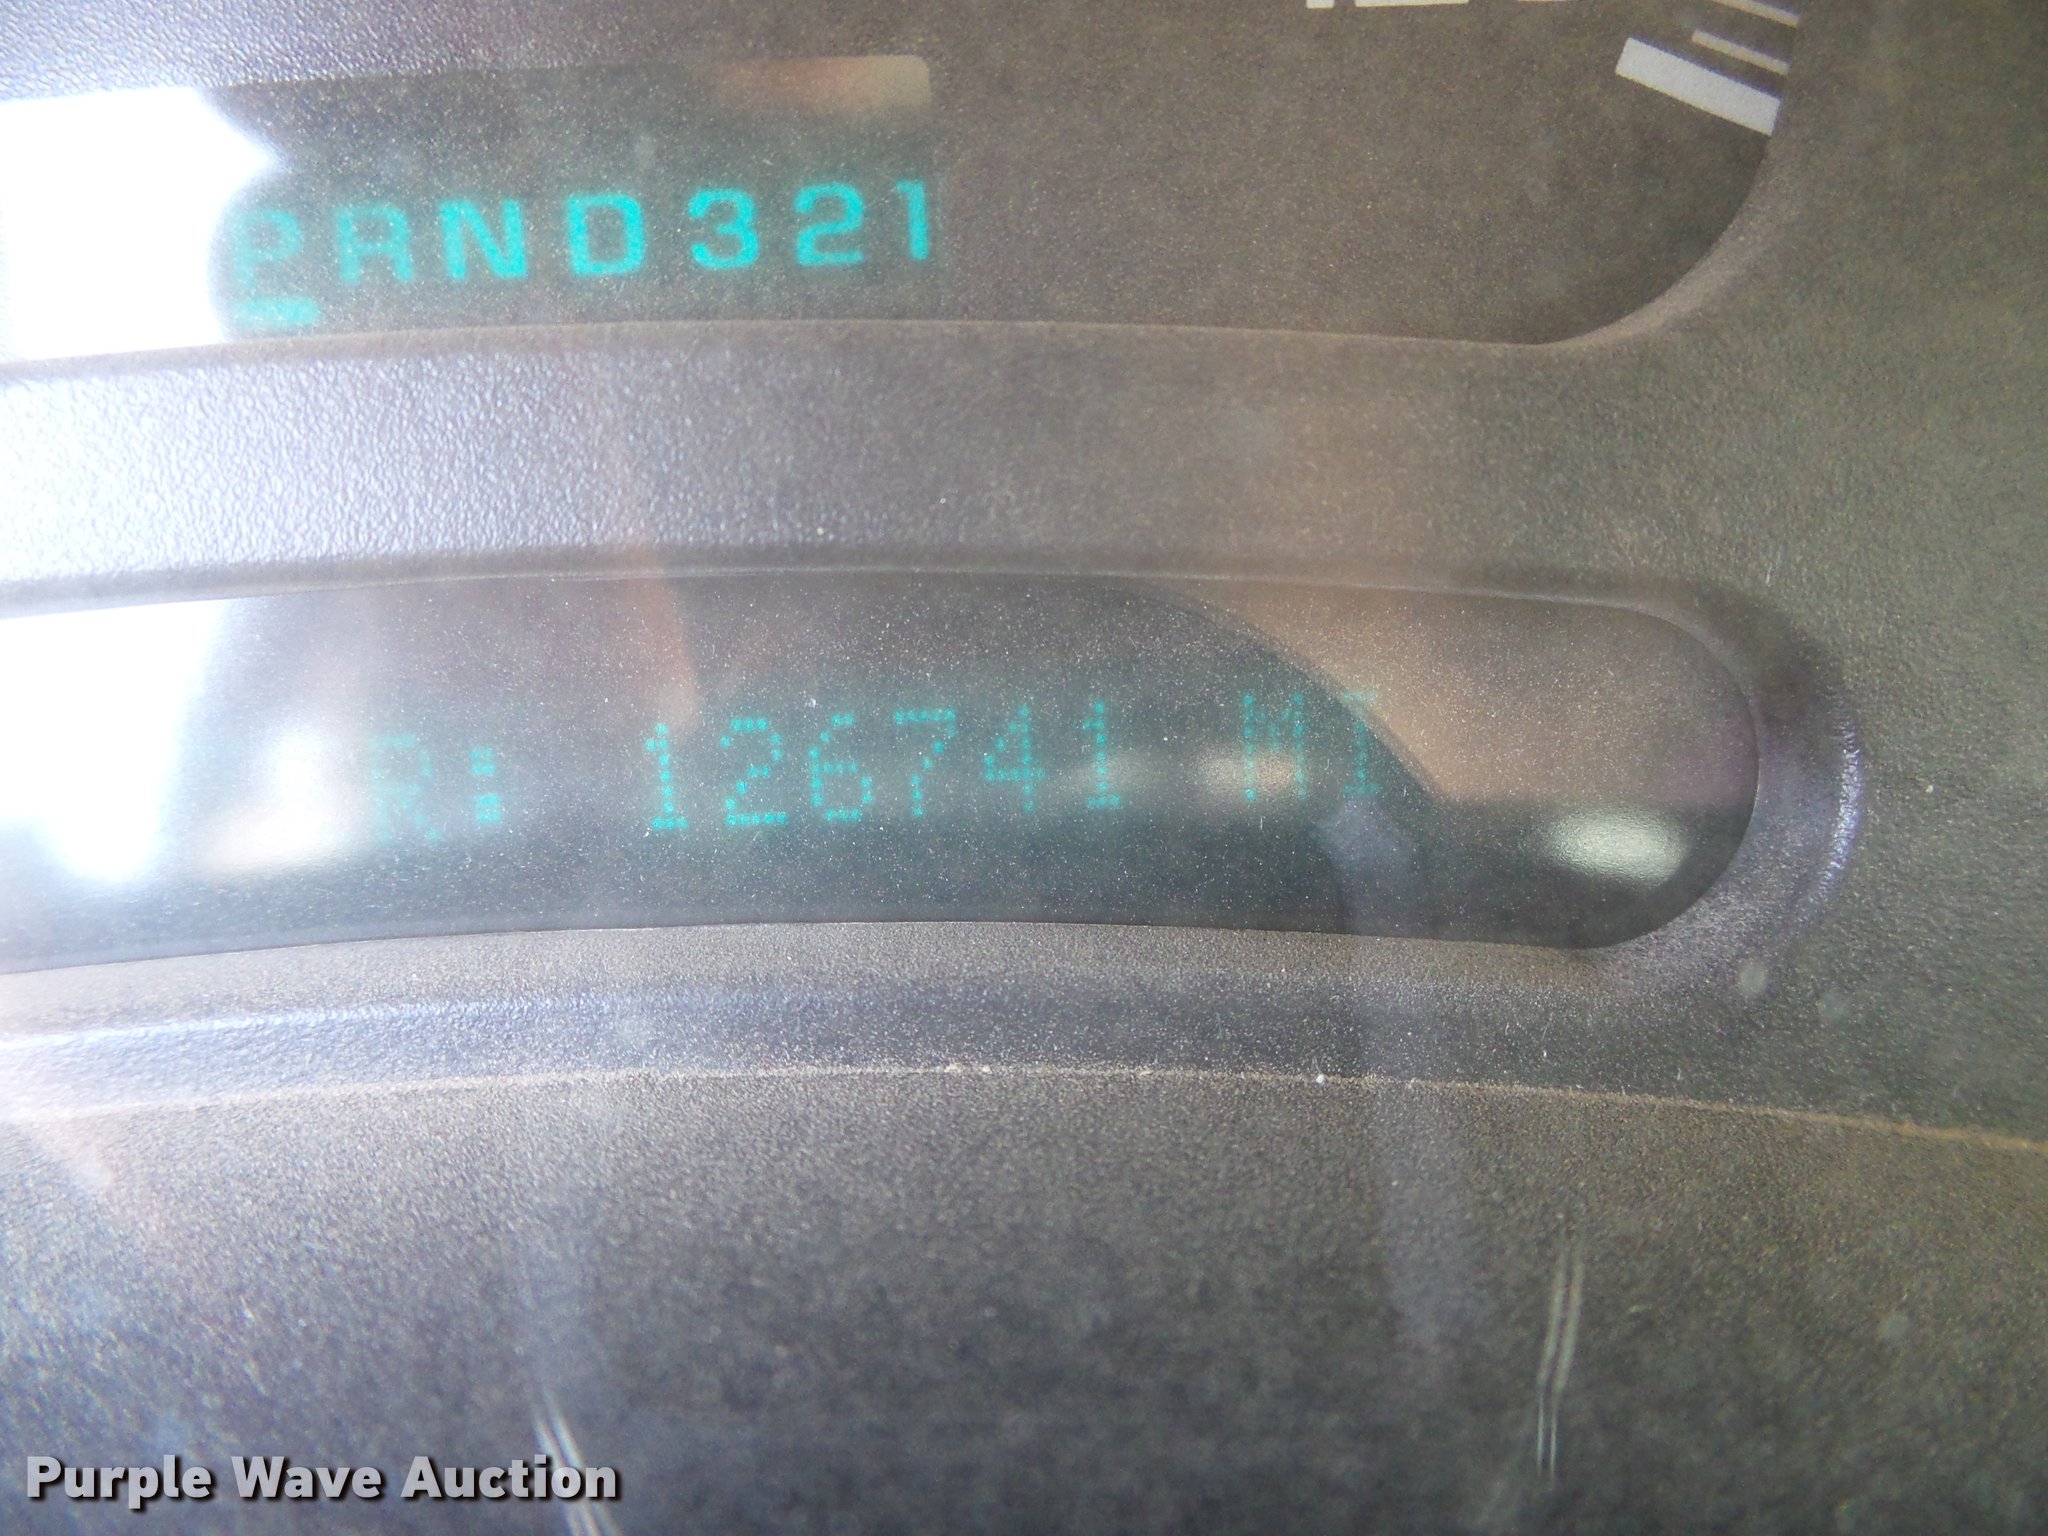 PRND321
R: 126741 MI
Purple Wave Auction